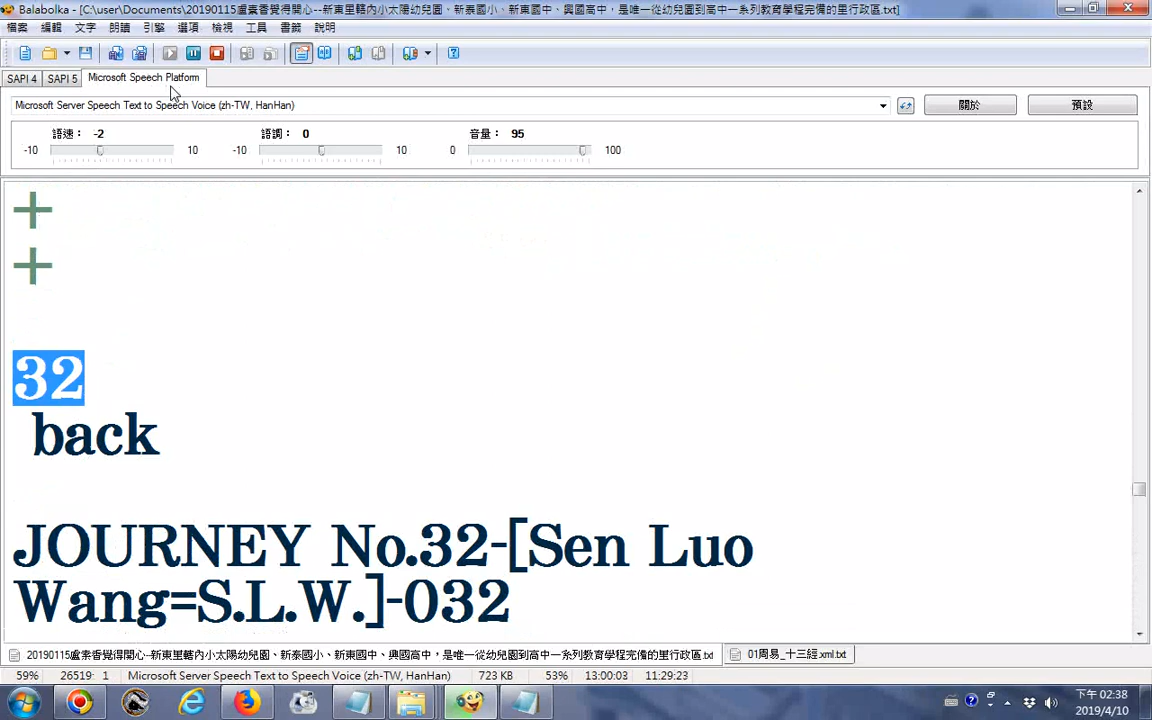 Balabolka - [C:\user\Documents\20190115盧素香覺得開心--新東里轄內小太陽幼兒園、新泰國小、新東國中、興國高中，是唯一從幼兒園到高中一系列教育學程完備的里行政區.txt]
檔案 編輯 文字 朗讀 引擎 選項 檢視 工具 書籤 說明
SAPI 4 SAPI 5 Microsoft Speech Platform
Microsoft Server Speech Text to Speech Voice (zh-TW, HanHan) 關於 預設
語速： -2 語調： 0 音量： 95
-10 10 -10 10 0 100
+
+
32
back
JOURNEY No.32-[Sen Luo
Wang=S.L.W.]-032
20190115盧素香覺得開心--新東里轄內小太陽幼兒園、新泰國小、新東國中、興國高中，是唯一從幼兒園到高中一系列教育學程完備的里行政區.txt 01周易_十三經.xml.txt
59% 26519: 1 Microsoft Server Speech Text to Speech Voice (zh-TW, HanHan) 723 KB 53% 13:00:03 11:29:23
下午 02:38
2019/4/10